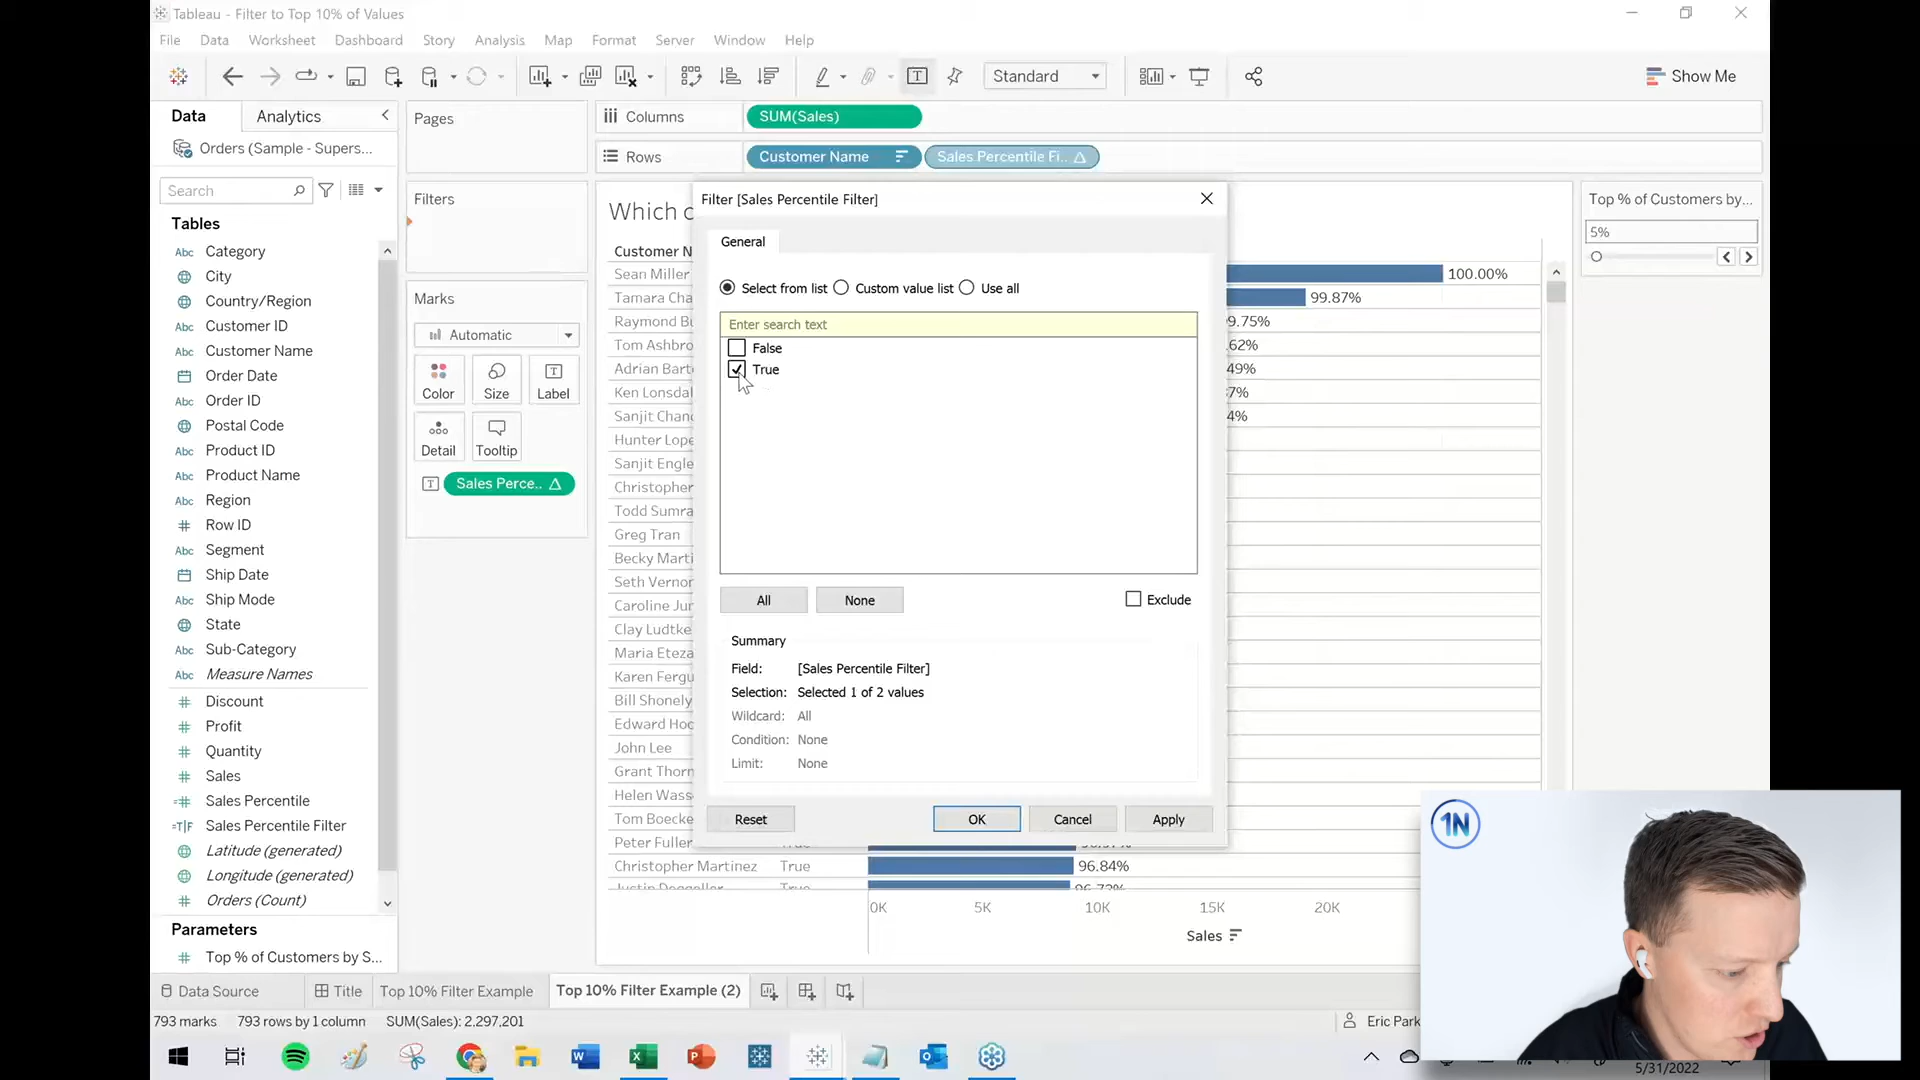 Tableau - Filter to Top 10% of Values
File Data Worksheet Dashboard Story Analysis Map Format Server Window Help
Standard
Show Me
Data Analytics
Pages
Columns SUM(Sales)
Orders (Sample - Supers...
Rows Customer Name Sales Percentile Fi..
Search
Filters
Filter [Sales Percentile Filter]
Top % of Customers by...
Which c
Tables
5%
General
Category
Customer N
City
Sean Miller 100.00%
Select from list Custom value list Use all
Country/Region
Marks
Tamara Cha 99.87%
Customer ID
Raymond Bu 99.75%
Enter search text
Automatic
Tom Ashbro .62%
False
Customer Name
Adrian Bart 49%
True
Order Date
Color Size Label
Ken Lonsda 7%
Order ID
Sanjit Chan 4%
Postal Code
Hunter Lope
Detail Tooltip
Product ID
Sanjit Engle
Product Name
Sales Perce..
Christopher
Region
Todd Sumra
Row ID
Greg Tran
Segment
Becky Marti
Ship Date
Seth Vernor
Ship Mode
Caroline Jur
All None Exclude
State
Clay Ludtke
Summary
Sub-Category
Maria Eteza
Field: [Sales Percentile Filter]
Measure Names
Karen Fergu
Selection: Selected 1 of 2 values
Discount
Bill Shonely
Wildcard: All
Profit
Edward Hoo
Condition: None
Quantity
John Lee
Limit: None
Sales
Grant Thorn
Sales Percentile
Helen Wass
Sales Percentile Filter
Tom Boecke
Reset OK Cancel Apply
Latitude (generated)
Peter Fuller True
Longitude (generated)
Christopher Martinez True 96.84%
Orders (Count)
96.72%
0K 5K 10K 15K 20K
Parameters
Sales
Top % of Customers by S...
1N
Data Source Title Top 10% Filter Example Top 10% Filter Example (2)
793 marks 793 rows by 1 column SUM(Sales): 2,297,201
Eric Park
5/31/2022